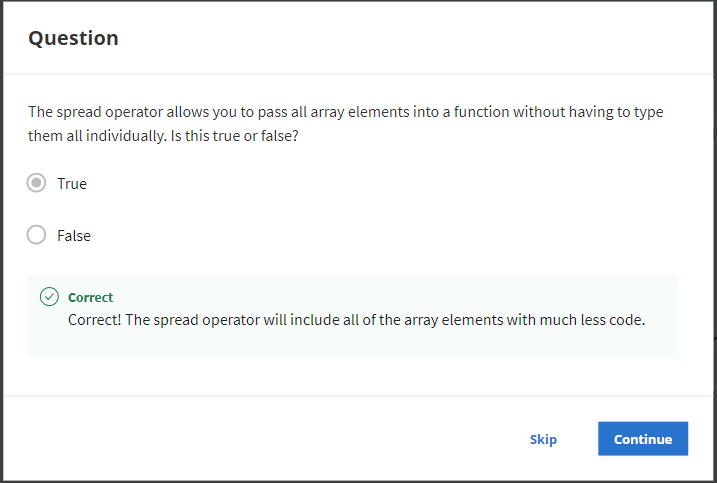 Question
The spread operator allows you to pass all array elements into a function without having to type
them all individually. Is this true or false?
True
False
Correct
Correct! The spread operator will include all of the array elements with much less code.
Skip
Continue